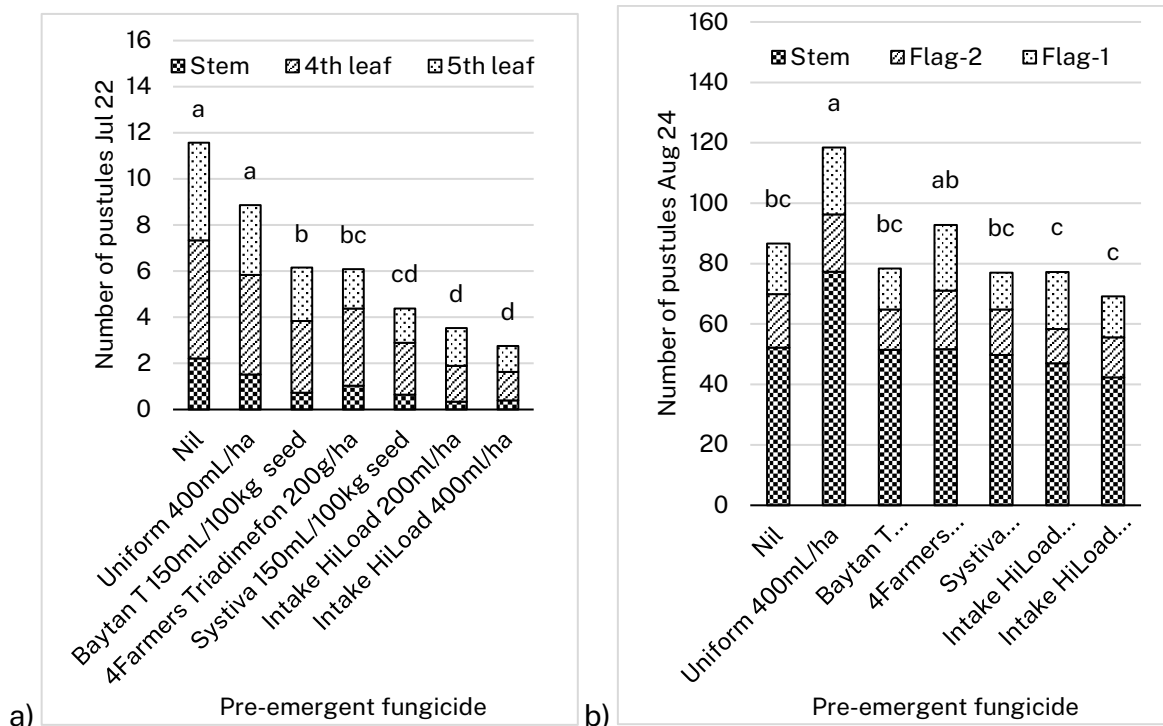 16
14
12
10
8
6
4
2
0
Number of pustules Jul 22
Stem 4th leaf 5th leaf
a
a
b
bc
cd
d
d
Nil
Uniform 400mL/ha
Baytan T 150mL/100kg seed
4Farmers Triadimefon 200g/ha
Systiva 150mL/100kg seed
Intake HiLoad 200ml/ha
Intake HiLoad 400ml/ha
Pre-emergent fungicide
a)
160
140
120
100
80
60
40
20
0
Number of pustules Aug 24
Stem Flag-2 Flag-1
bc
a
bc
ab
bc
c
c
Nil
Uniform 400mL/ha
Baytan T...
4Farmers...
Systiva...
Intake HiLoad...
Intake HiLoad...
Pre-emergent fungicide
b)